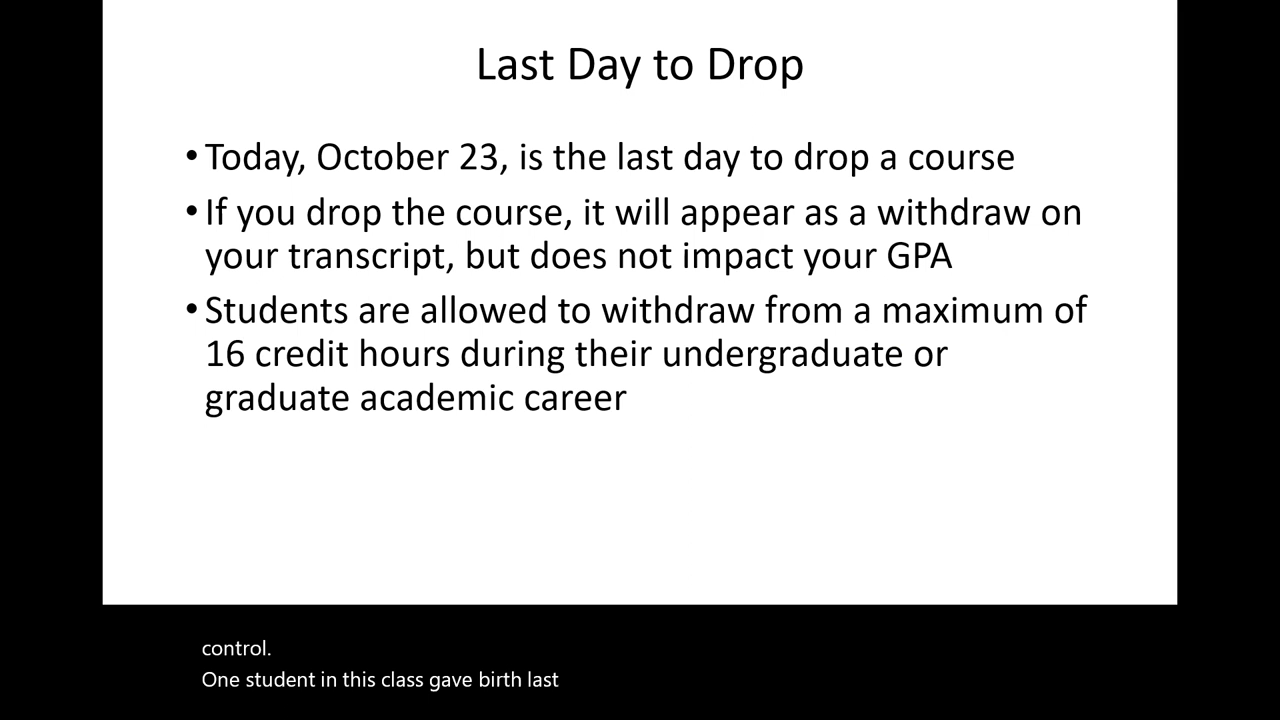 Last Day to Drop
• Today, October 23, is the last day to drop a course
• If you drop the course, it will appear as a withdraw on
your transcript, but does not impact your GPA
• Students are allowed to withdraw from a maximum of
16 credit hours during their undergraduate or
graduate academic career
control.
One student in this class gave birth last